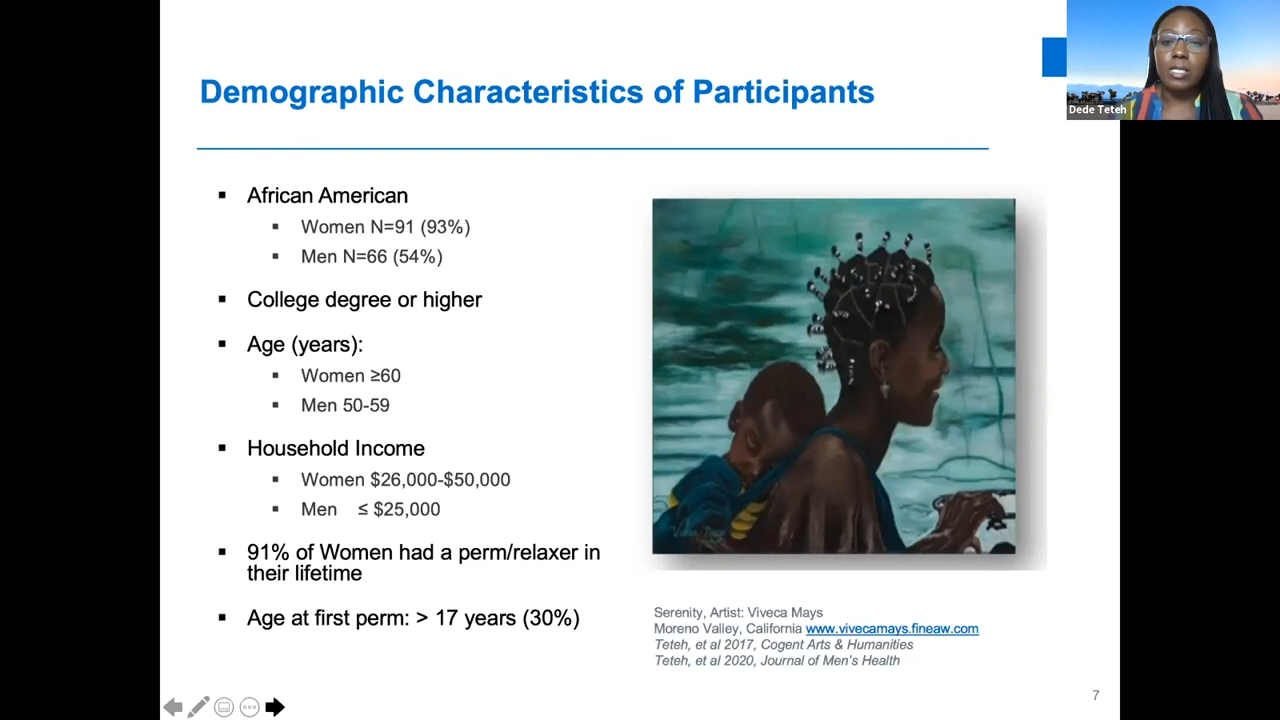 Demographic Characteristics of Participants
Dede Teteh
▪ African American
▪ Women N=91 (93%)
▪ Men N=66 (54%)
▪ College degree or higher
▪ Age (years):
▪ Women ≥60
▪ Men 50-59
▪ Household Income
▪ Women $26,000-$50,000
▪ Men ≤ $25,000
▪ 91% of Women had a perm/relaxer in
their lifetime
▪ Age at first perm: > 17 years (30%)
Serenity, Artist: Viveca Mays
Moreno Valley, California www.vivecamays.fineaw.com
Teteh, et al 2017, Cogent Arts & Humanities
Teteh, et al 2020, Journal of Men's Health
7